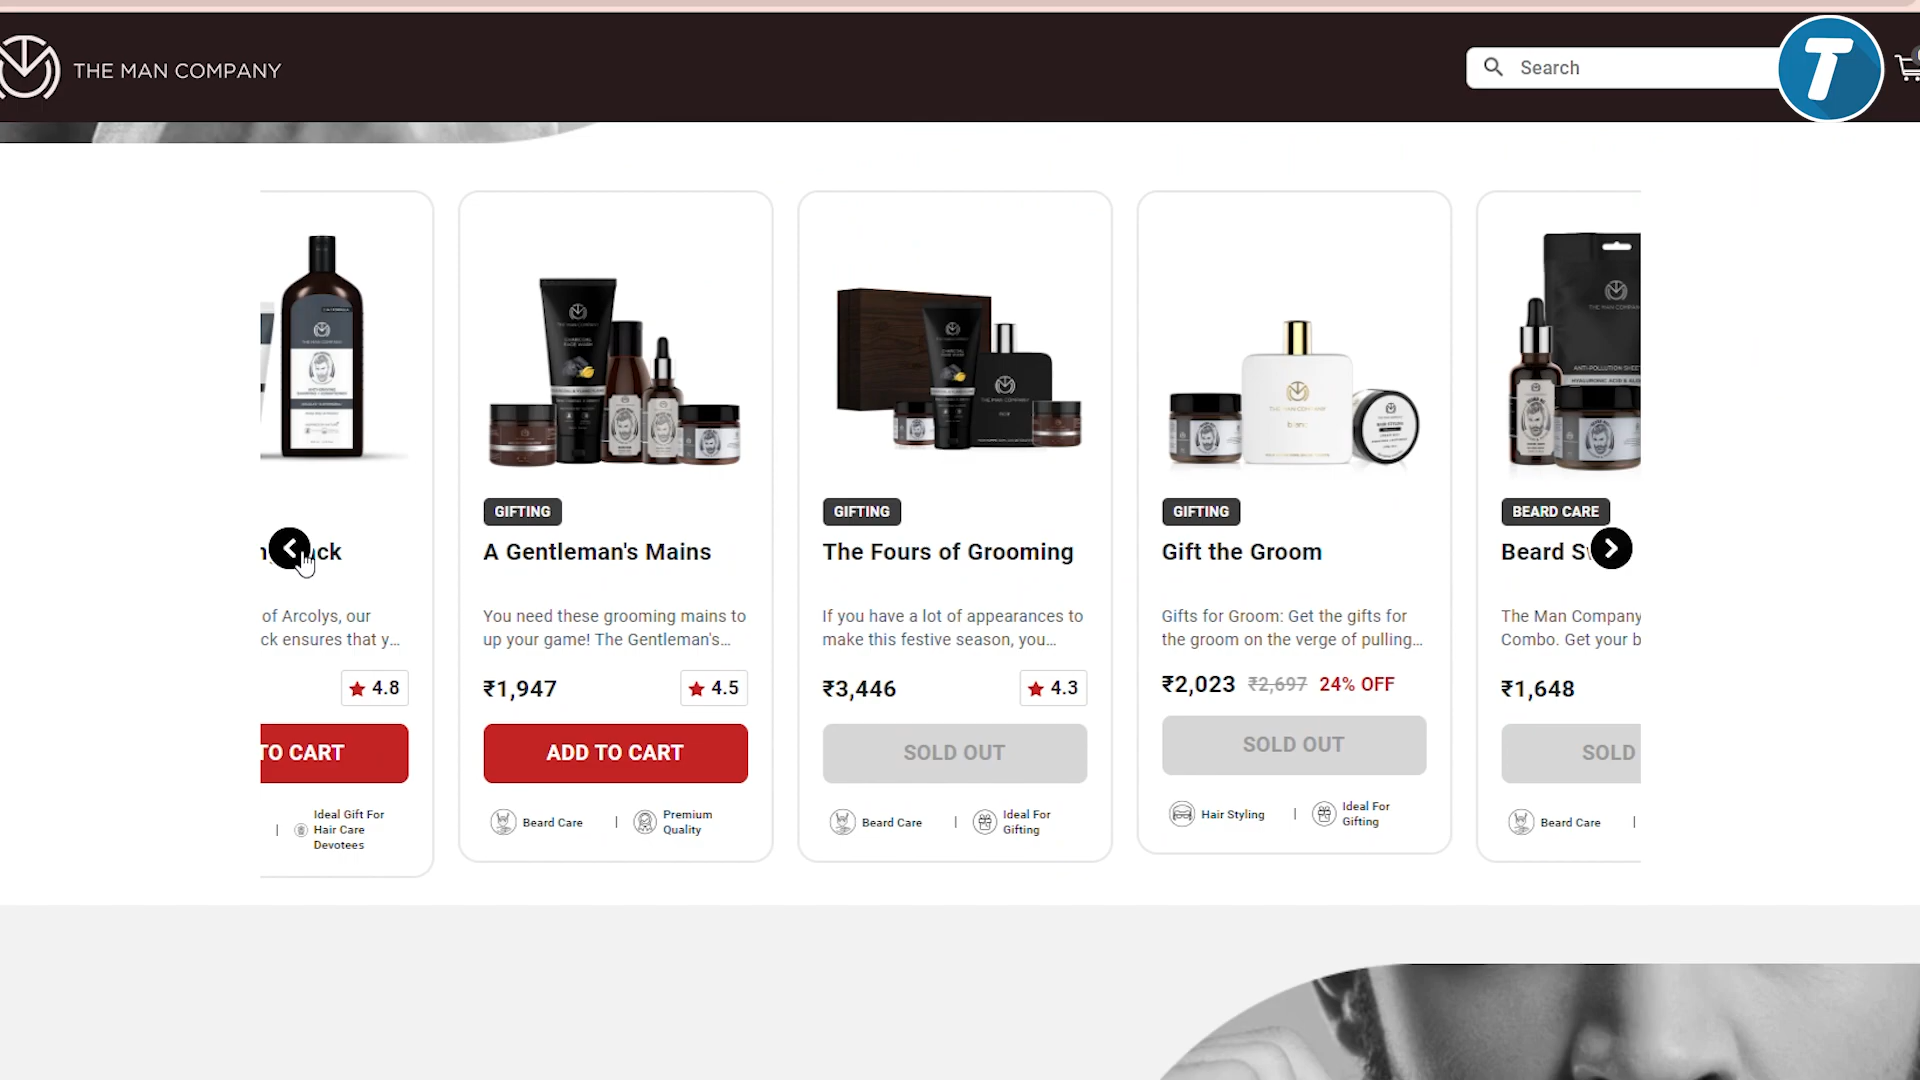 THE MAN COMPANY
Search
GIFTING
GIFTING
GIFTING
BEARD CARE
ck
A Gentleman's Mains
The Fours of Grooming
Gift the Groom
Beard
of Arcolys, our
ck ensures that y...
You need these grooming mains to
up your game! The Gentleman's...
If you have a lot of appearances to
make this festive season, you...
Gifts for Groom: Get the gifts for
the groom on the verge of pulling...
The Man Company
Combo. Get your b
4.8
₹1,947
4.5
₹3,446
4.3
₹2,023 ₹2,697 24% OFF
₹1,648
TO CART
ADD TO CART
SOLD OUT
SOLD OUT
SOLD
| Ideal Gift For
Hair Care
Devotees
Beard Care | Premium
Quality
Beard Care | Ideal For
Gifting
Hair Styling | Ideal For
Gifting
Beard Care |